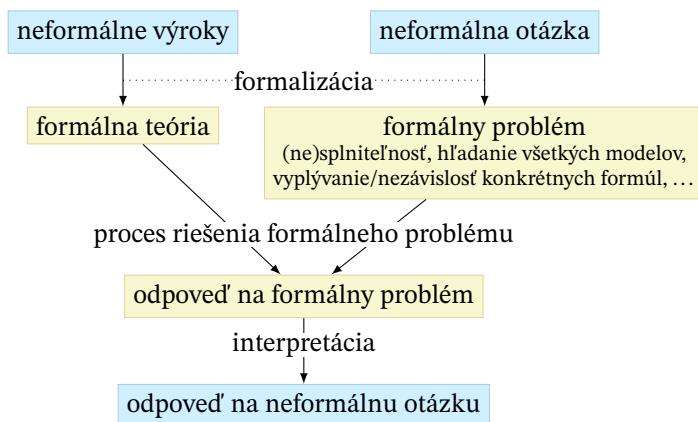 neformálne výroky
neformálna otázka
formalizácia
formálna teória
formálny problém
(ne)splniteľnosť, hľadanie všetkých modelov,
vyplývanie/nezávislosť konkrétnych formúl, …
proces riešenia formálneho problému
odpoveď na formálny problém
interpretácia
odpoveď na neformálnu otázku